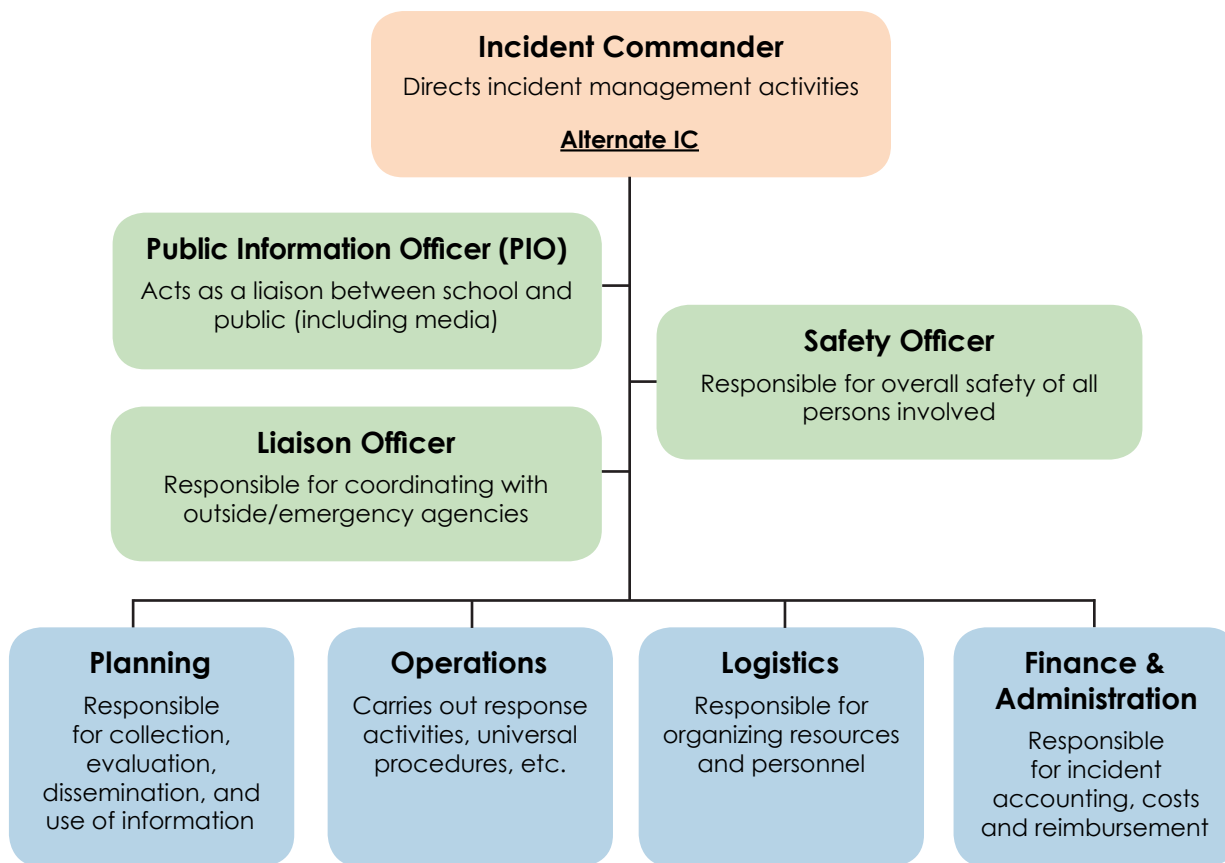 Incident Commander
Directs incident management activities
Alternate IC
Public Information Officer (PIO)
Acts as a liaison between school and
public (including media)
Safety Officer
Responsible for overall safety of all
persons involved
Liaison Officer
Responsible for coordinating with
outside/emergency agencies
Planning
Responsible
for collection,
evaluation,
dissemination, and
use of information
Operations
Carries out response
activities, universal
procedures, etc.
Logistics
Responsible for
organizing resources
and personnel
Finance &
Administration
Responsible
for incident
accounting, costs
and reimbursement